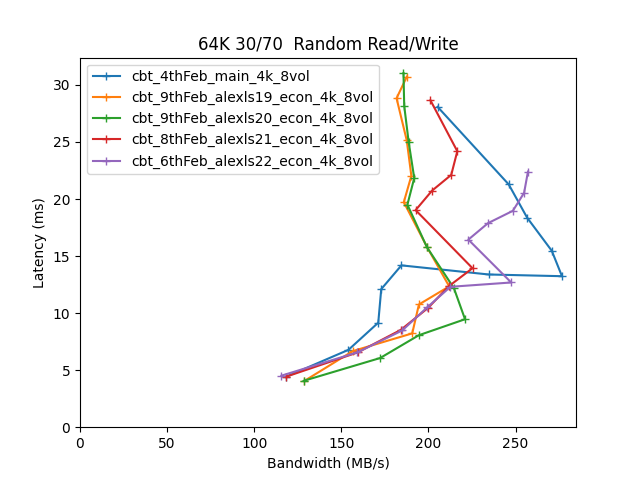 64K 30/70  Random Read/Write
cbt_4thFeb_main_4k_8vol
cbt_9thFeb_alexls19_econ_4k_8vol
cbt_9thFeb_alexls20_econ_4k_8vol
cbt_8thFeb_alexls21_econ_4k_8vol
cbt_6thFeb_alexls22_econ_4k_8vol
Latency (ms)
30
25
20
15
10
5
0
0 50 100 150 200 250
Bandwidth (MB/s)